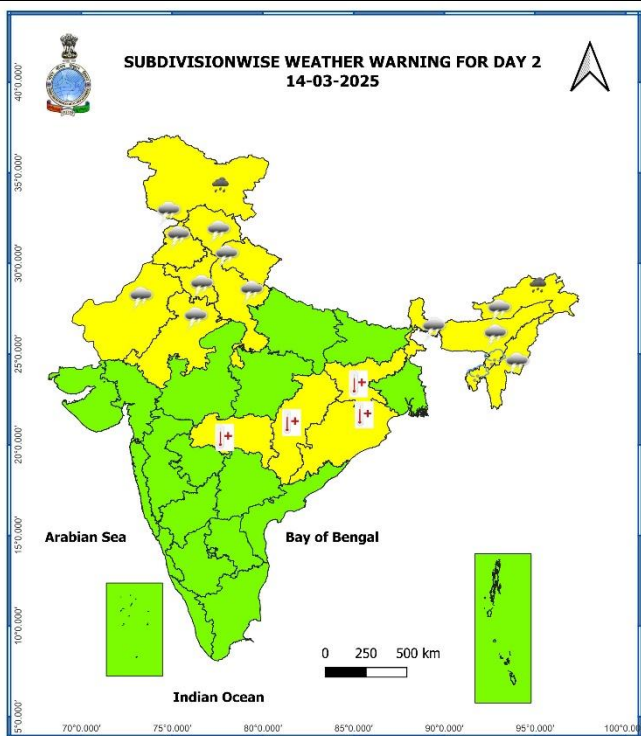 SUBDIVISIONWISE WEATHER WARNING FOR DAY 2
14-03-2025
40°0.000'
35°0.000'
30°0.000'
25°0.000'
20°0.000'
15°0.000'
10°0.000'
5°0.000'
Arabian Sea
Bay of Bengal
0 250 500 km
Indian Ocean
70°0.000' 75°0.000' 80°0.000' 85°0.000' 90°0.000' 95°0.000' 100°0.000'